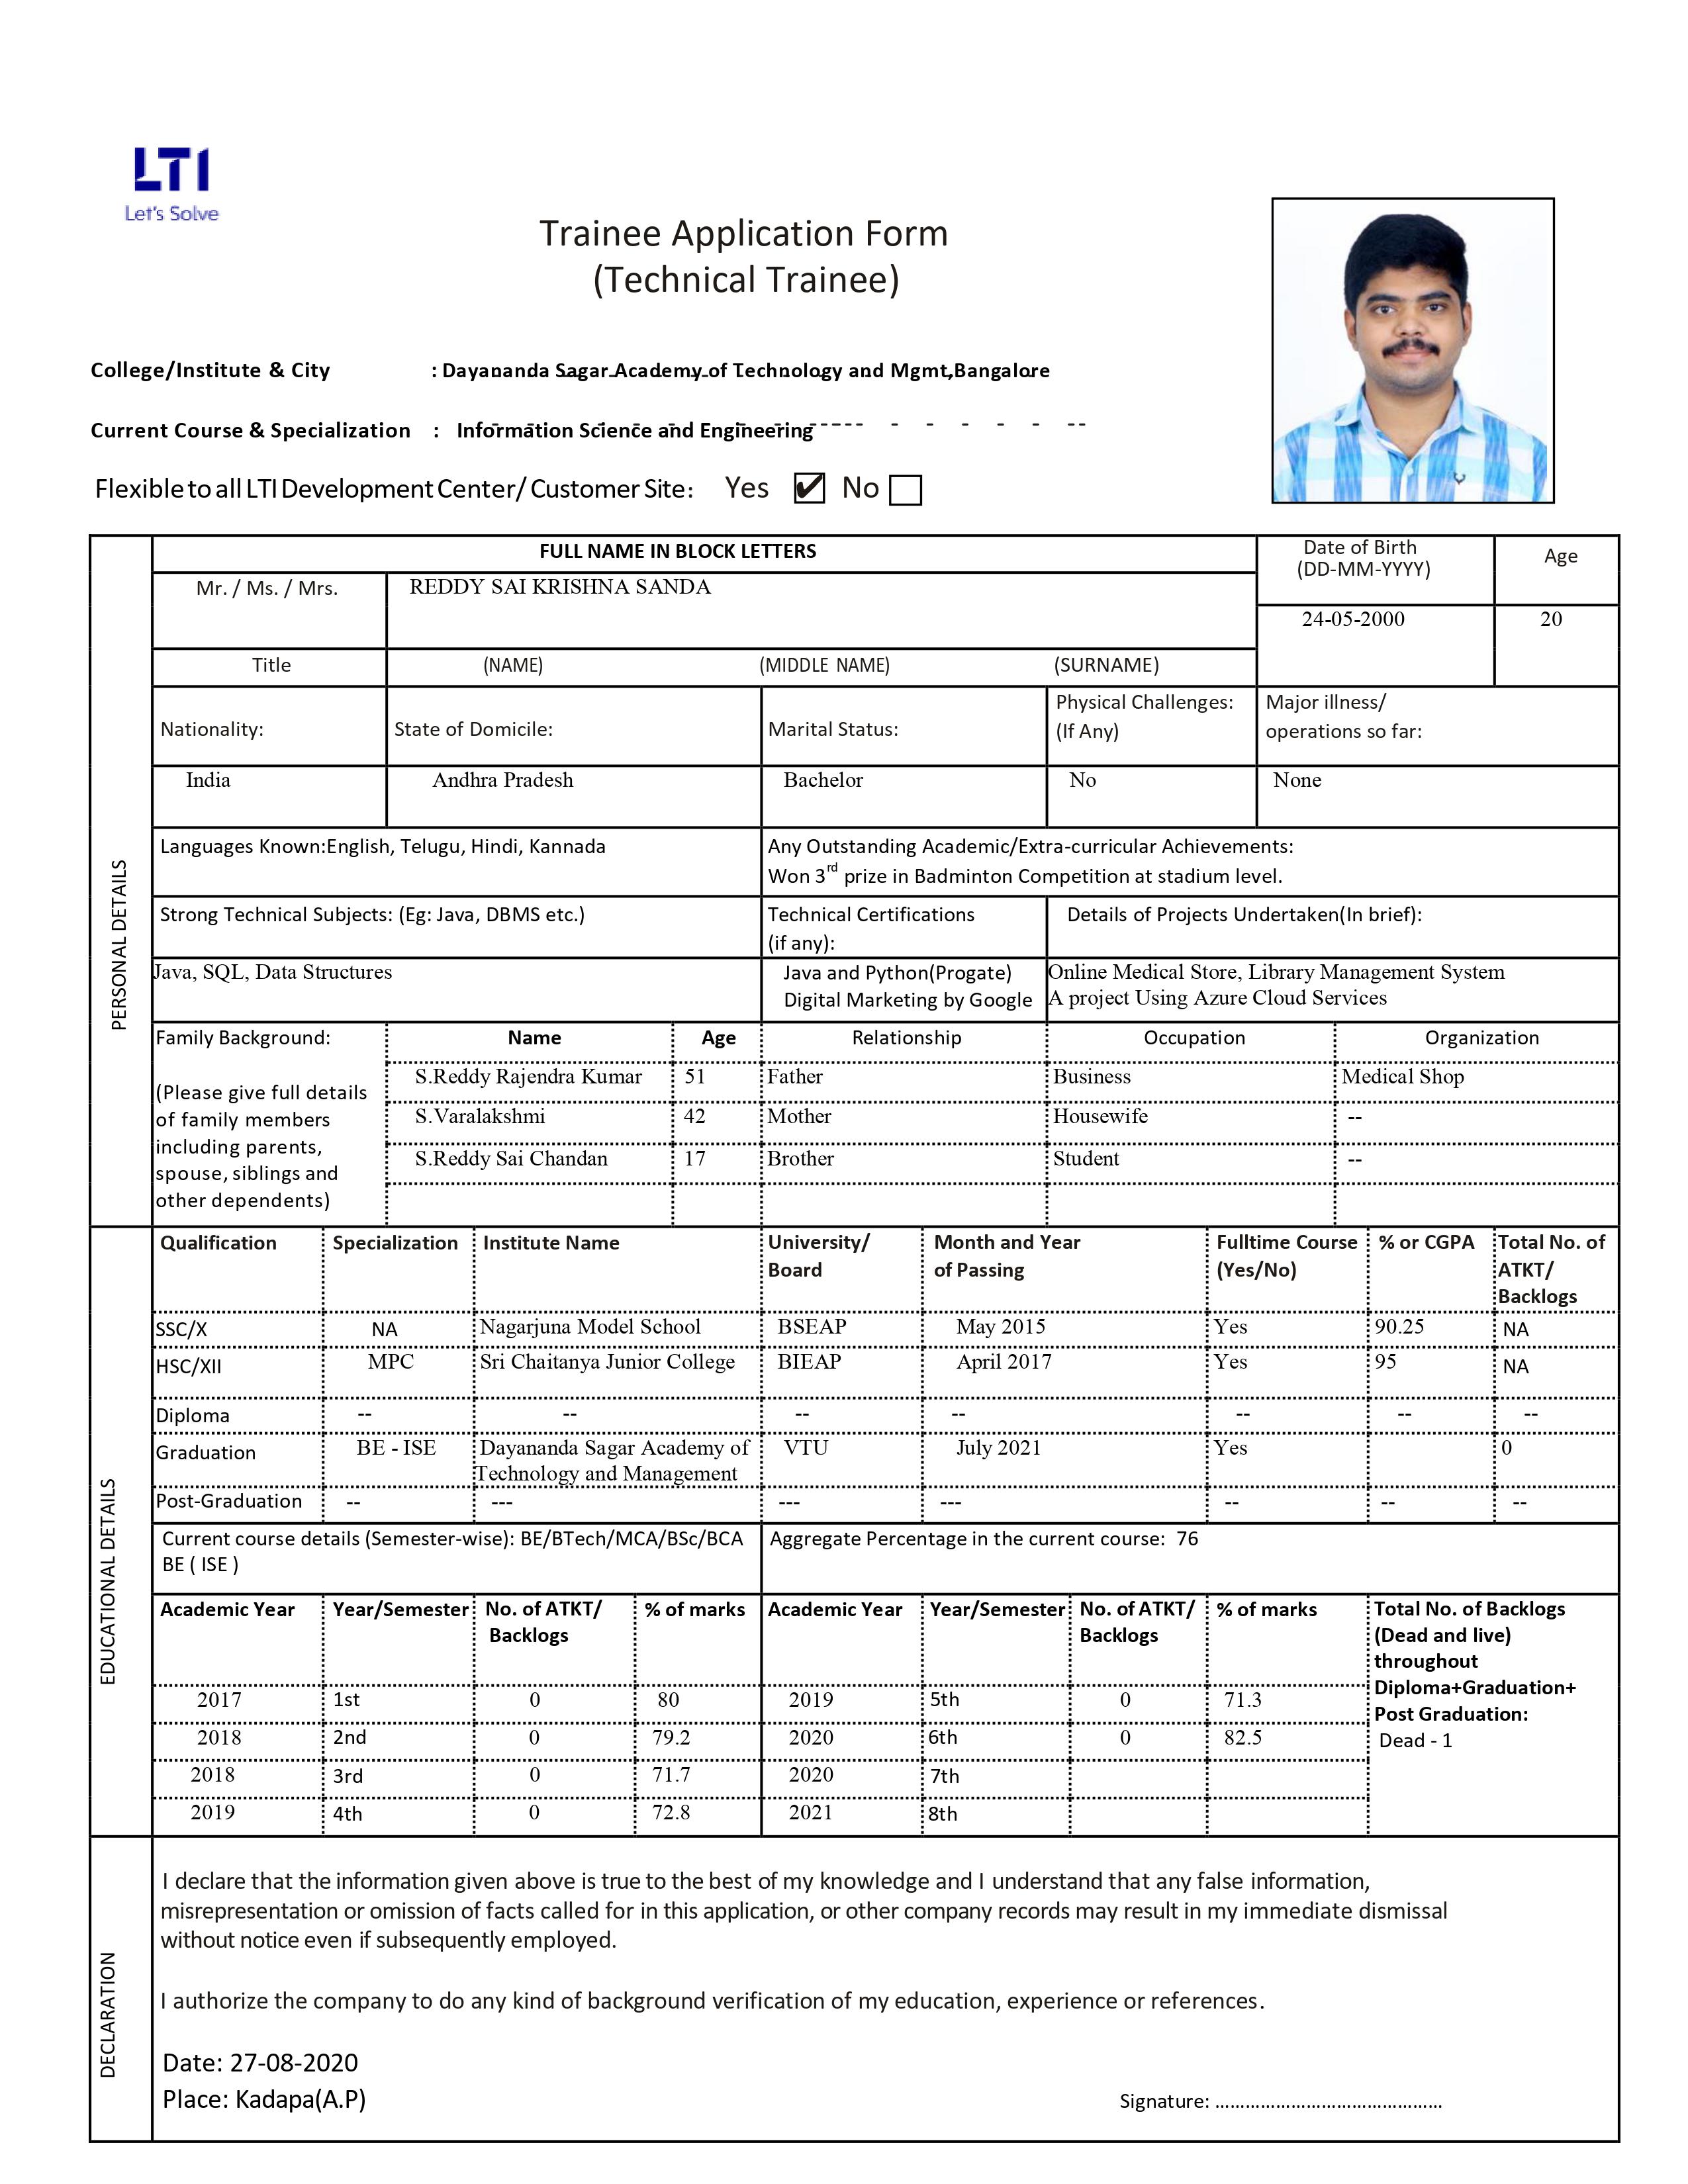 LTI
Let's Solve
Trainee Application Form
(Technical Trainee)
College/Institute & City : Dayananda Sagar Academy of Technology and Mgmt,Bangalore
Current Course & Specialization : Information Science and Engineering
Flexible to all LTI Development Center/ Customer Site: Yes ✔ No
PERSONAL DETAILS
FULL NAME IN BLOCK LETTERS
Date of Birth
(DD-MM-YYYY)
Age
Mr. / Ms. / Mrs. REDDY SAI KRISHNA SANDA
24-05-2000 20
Title (NAME) (MIDDLE NAME) (SURNAME)
Nationality: State of Domicile: Marital Status:
Physical Challenges:
(If Any)
Major illness/
operations so far:
India Andhra Pradesh Bachelor No None
Languages Known:English, Telugu, Hindi, Kannada
Any Outstanding Academic/Extra-curricular Achievements:
Won 3rd prize in Badminton Competition at stadium level.
Strong Technical Subjects: (Eg: Java, DBMS etc.)
Technical Certifications
(if any):
Details of Projects Undertaken(In brief):
Java, SQL, Data Structures
Java and Python(Progate)
Digital Marketing by Google
Online Medical Store, Library Management System
A project Using Azure Cloud Services
Family Background:
(Please give full details
of family members
including parents,
spouse, siblings and
other dependents)
Name Age Relationship Occupation Organization
S.Reddy Rajendra Kumar 51 Father Business Medical Shop
S.Varalakshmi 42 Mother Housewife --
S.Reddy Sai Chandan 17 Brother Student --
EDUCATIONAL DETAILS
Qualification Specialization Institute Name
University/
Board
Month and Year
of Passing
Fulltime Course
(Yes/No)
% or CGPA
Total No. of
ATKT/
Backlogs
SSC/X NA Nagarjuna Model School BSEAP May 2015 Yes 90.25 NA
HSC/XII MPC Sri Chaitanya Junior College BIEAP April 2017 Yes 95 NA
Diploma -- -- -- -- -- -- --
Graduation BE - ISE Dayananda Sagar Academy of VTU July 2021 Yes 0
Technology and Management
Post-Graduation -- --- --- --- -- -- --
Current course details (Semester-wise): BE/BTech/MCA/BSc/BCA
BE ( ISE )
Aggregate Percentage in the current course: 76
Academic Year Year/Semester
No. of ATKT/
Backlogs
% of marks
Academic Year Year/Semester
No. of ATKT/
Backlogs
% of marks
Total No. of Backlogs
(Dead and live)
throughout
Diploma+Graduation+
Post Graduation:
Dead - 1
2017 1st 0 80 2019 5th 0 71.3
2018 2nd 0 79.2 2020 6th 0 82.5
2018 3rd 0 71.7 2020 7th
2019 4th 0 72.8 2021 8th
DECLARATION
I declare that the information given above is true to the best of my knowledge and I understand that any false information,
misrepresentation or omission of facts called for in this application, or other company records may result in my immediate dismissal
without notice even if subsequently employed.
I authorize the company to do any kind of background verification of my education, experience or references.
Date: 27-08-2020
Place: Kadapa(A.P)
Signature: ............................................